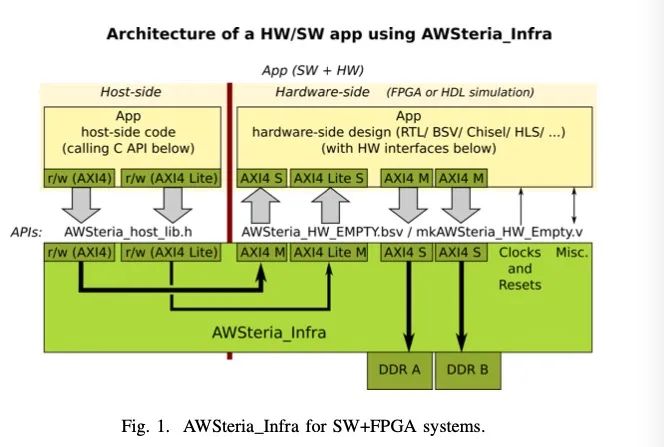 Architecture of a HW/SW app using AWSteria_Infra
App (SW + HW)
Host-side
Hardware-side (FPGA or HDL simulation)
App
host-side code
(calling C API below)
App
hardware-side design (RTL/ BSV/ Chisel/ HLS/ ...)
(with HW interfaces below)
r/w (AXI4) r/w (AXI4 Lite) AXI4 S AXI4 Lite S AXI4 M AXI4 M
APIs: AWSteria_host_lib.h AWSteria_HW_EMPTY.bsv / mkAWSteria_HW_Empty.v
r/w (AXI4) r/w (AXI4 Lite) AXI4 M AXI4 Lite M AXI4 S AXI4 S
Clocks
and
Resets
Misc.
AWSteria_Infra
DDR A DDR B
Fig. 1. AWSteria_Infra for SW+FPGA systems.